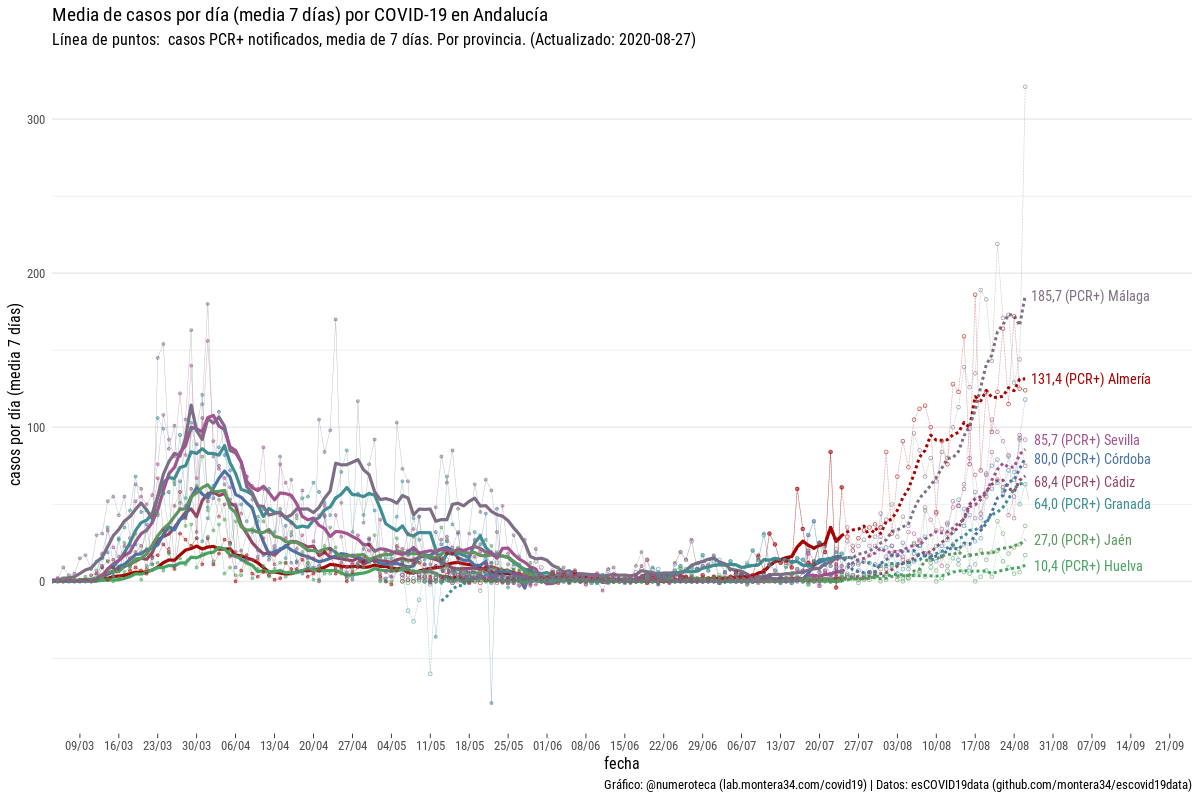 Media de casos por día (media 7 días) por COVID-19 en Andalucía
Línea de puntos:  casos PCR+ notificados, media de 7 días. Por provincia. (Actualizado: 2020-08-27)
casos por día (media 7 días)
300
200
100
0
185,7 (PCR+) Málaga
131,4 (PCR+) Almería
85,7 (PCR+) Sevilla
80,0 (PCR+) Córdoba
68,4 (PCR+) Cádiz
64,0 (PCR+) Granada
27,0 (PCR+) Jaén
10,4 (PCR+) Huelva
09/03 16/03 23/03 30/03 06/04 13/04 20/04 27/04 04/05 11/05 18/05 25/05 01/06 08/06 15/06 22/06 29/06 06/07 13/07 20/07 27/07 03/08 10/08 17/08 24/08 31/08 07/09 14/09 21/09
fecha
Gráfico: @numeroteca (lab.montera34.com/covid19) | Datos: esCOVID19data (github.com/montera34/escovid19data)